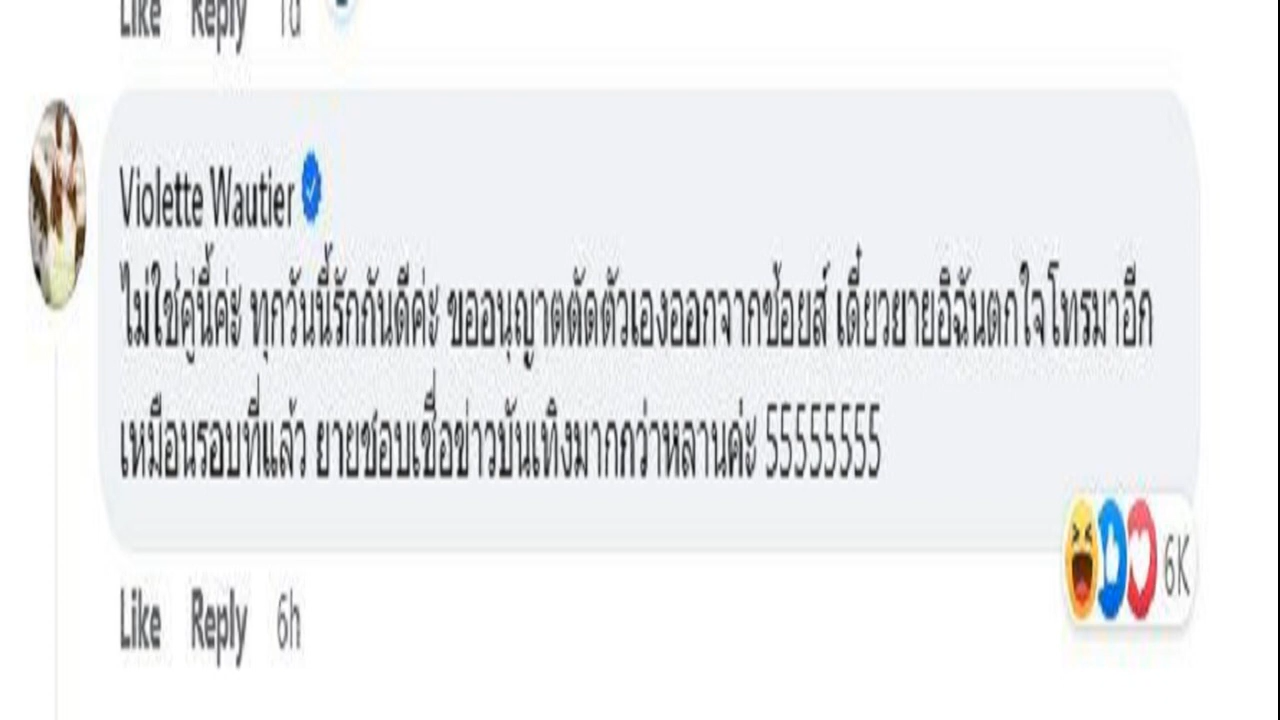 Like Reply 1d
Violette Wautier
ไม่ใช่คู่นี้ค่ะ ทุกวันนี้รักกันดีค่ะ ขออนุญาตตัดตัวเองออกจากช้อยส์ เดี๋ยวยายอิฉันตกใจโทรมาอีก
เหมือนรอบที่แล้ว ยายชอบเชื่อข่าวบันเทิงมากกว่าหลานค่ะ 55555555
6K
Like Reply 6h